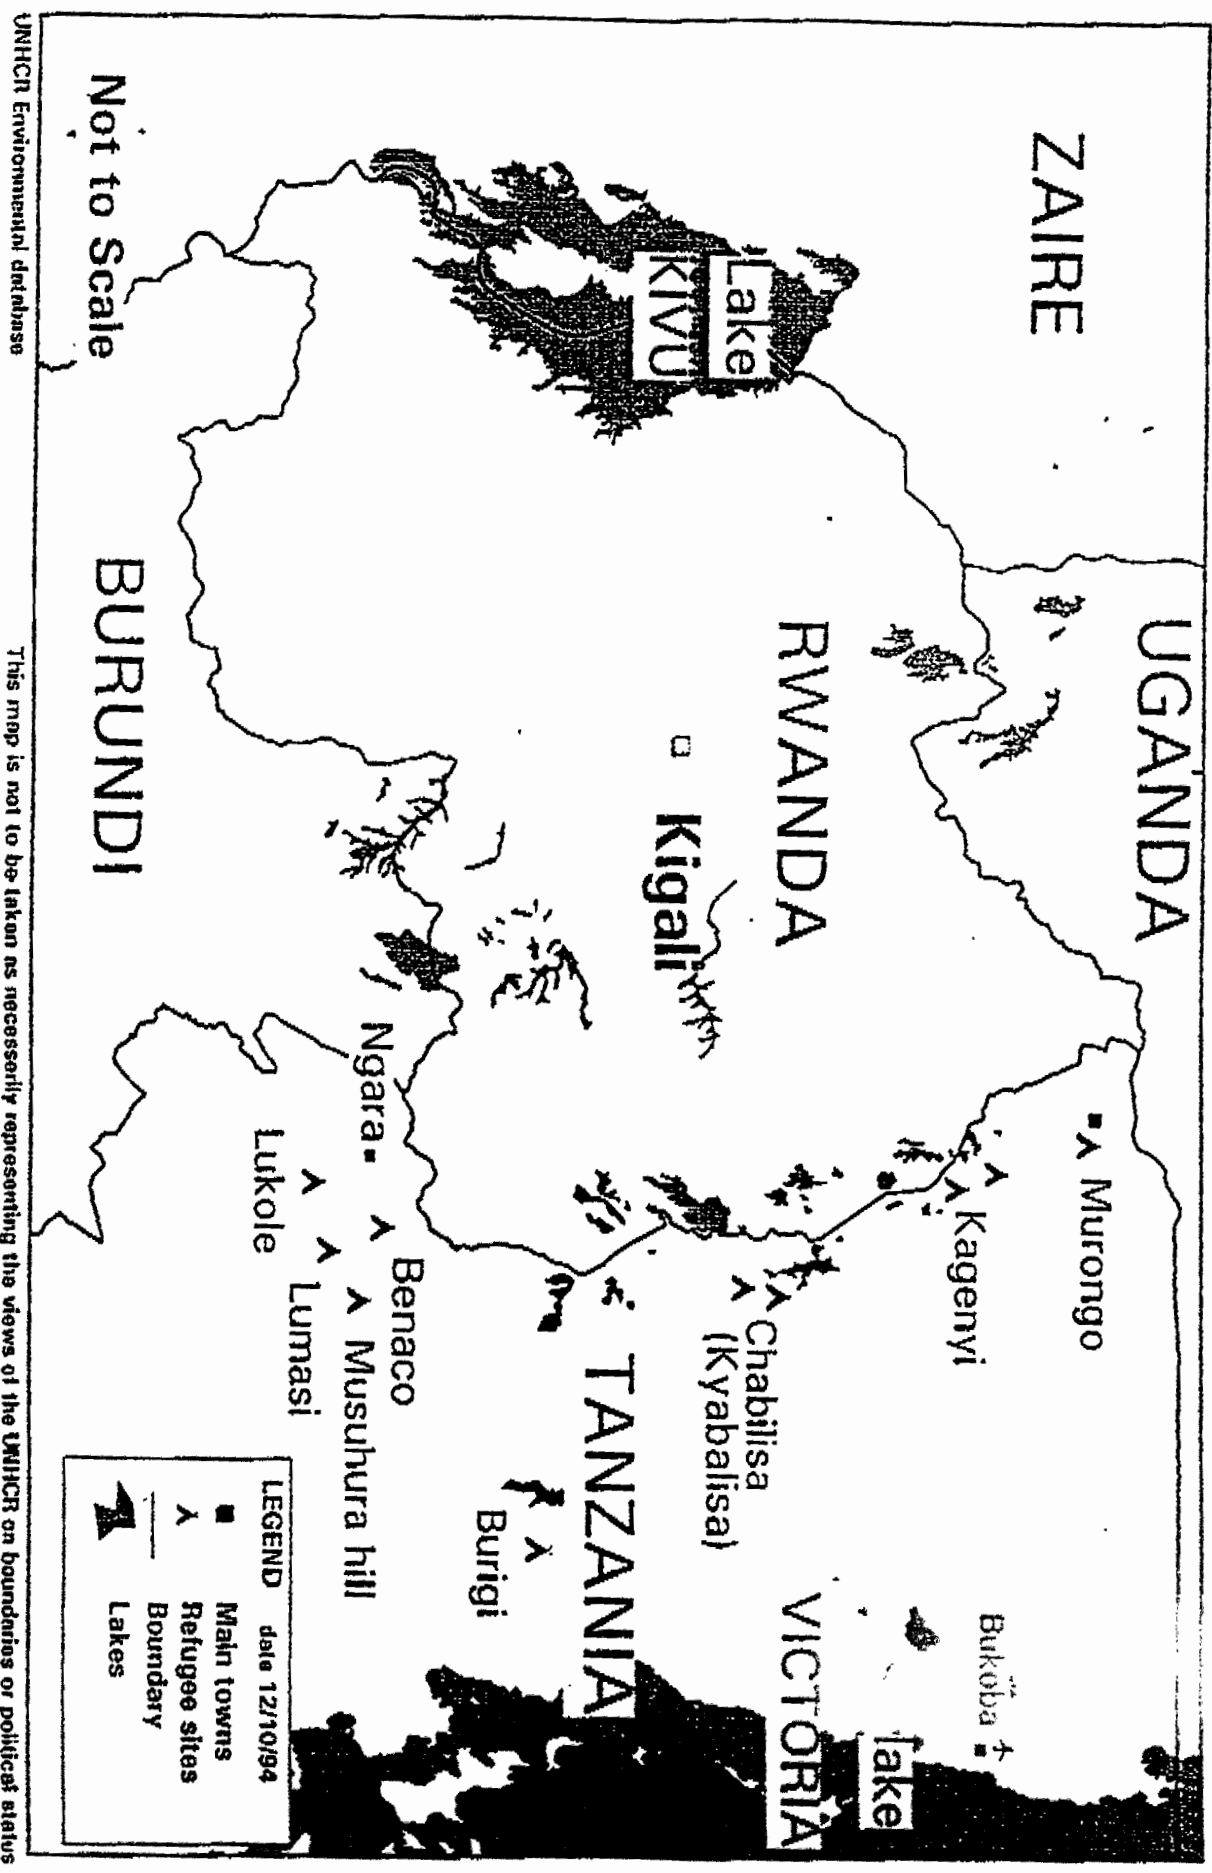 ZAIRE
UGANDA
RWANDA
Lake
KIVU
Kigali
Murongo
Kagenyi
Chabilisa
(Kyabalisa)
Bukoba
lake
VICTORIA
TANZANIA
Burigi
Ngara
Benaco
Musuhura hill
Lumasi
Lukole
BURUNDI
Not to Scale
LEGEND date 12/10/94
Main towns
Refugee sites
Boundary
Lakes
UNHCR Environmental database
This map is not to be taken as necessarily representing the views of the UNHCR on boundaries or political status